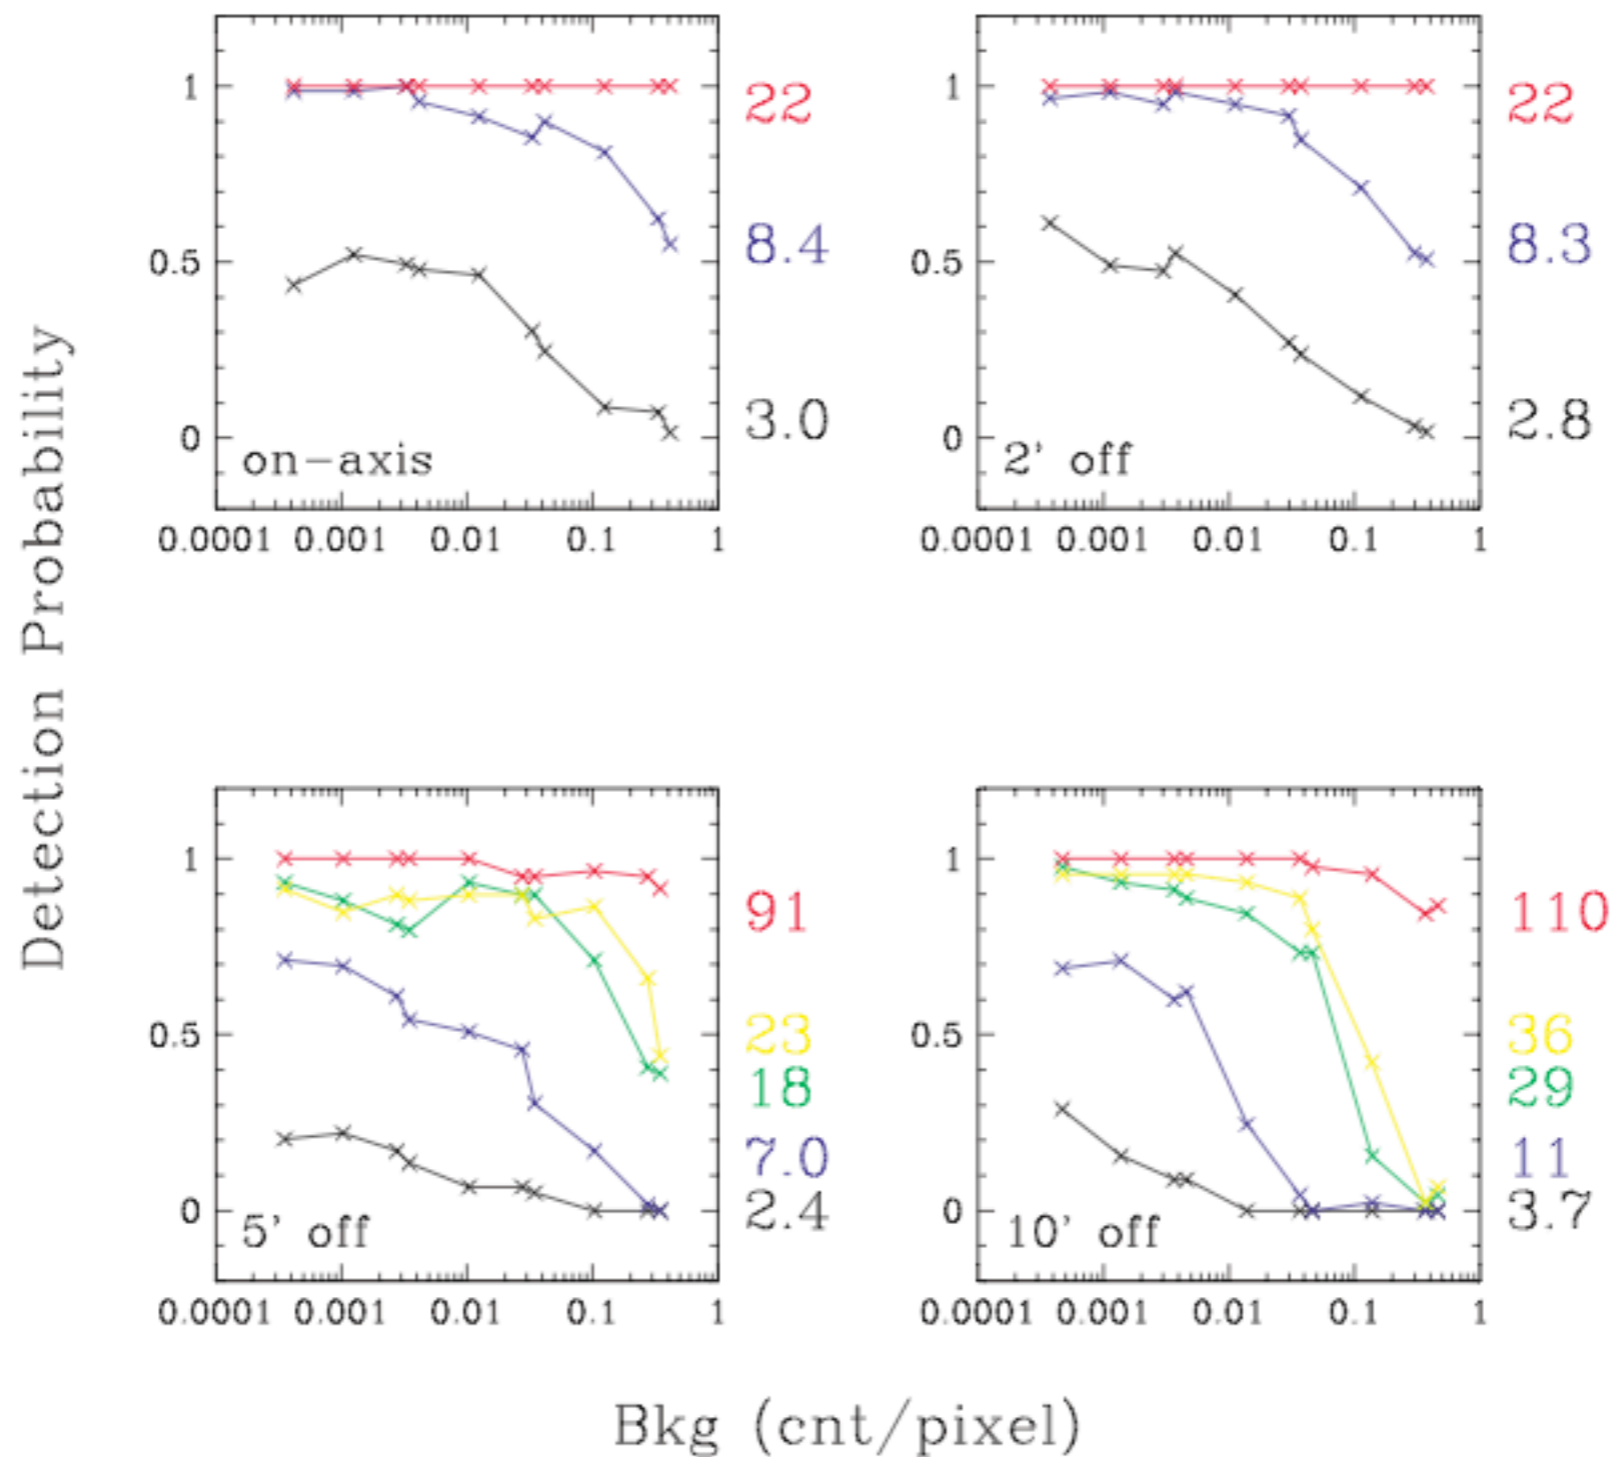 Detection Probability
1
0.5
0
on-axis
0.0001 0.001 0.01 0.1 1
22
8.4
3.0
1
0.5
0
2' off
0.0001 0.001 0.01 0.1 1
22
8.3
2.8
1
0.5
0
5' off
0.0001 0.001 0.01 0.1 1
91
23
18
7.0
2.4
1
0.5
0
10' off
0.0001 0.001 0.01 0.1 1
110
36
29
11
3.7
Bkg (cnt/pixel)